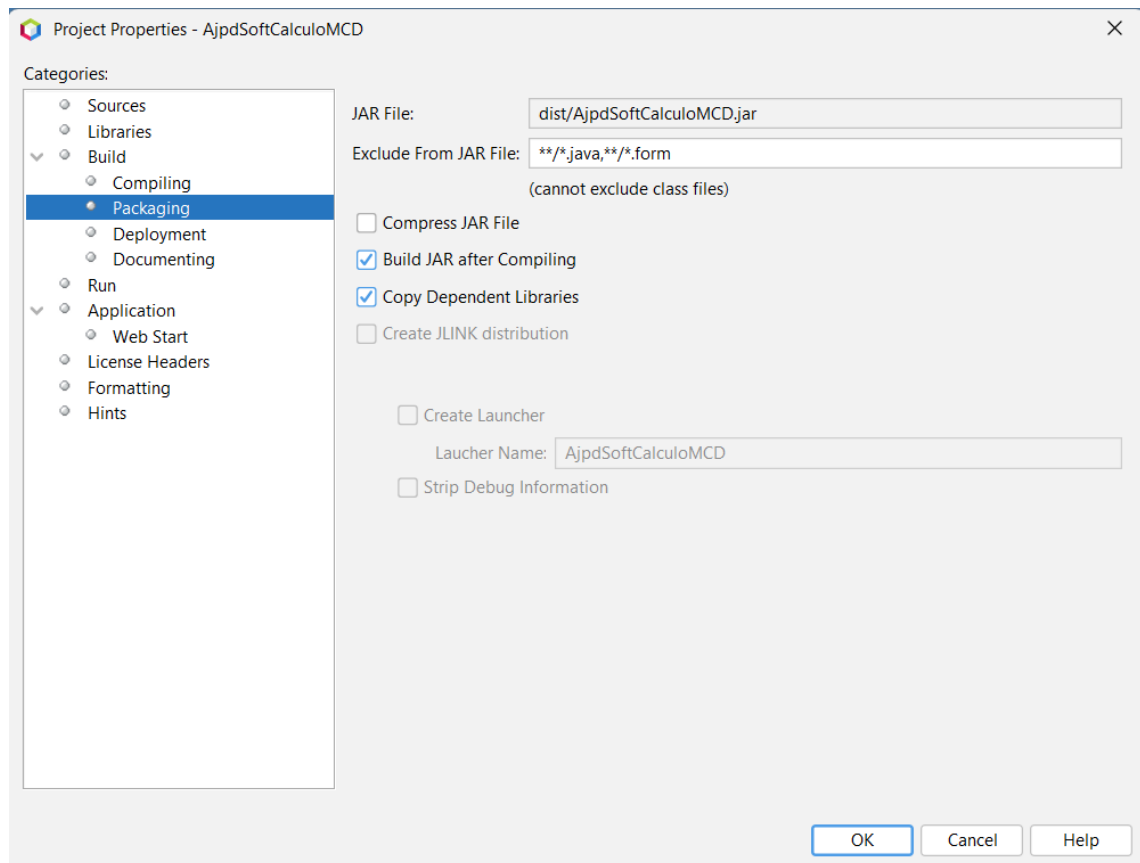 Project Properties - AjpdSoftCalculoMCD
Categories:
Sources
Libraries
Build
Compiling
Packaging
Deployment
Documenting
Run
Application
Web Start
License Headers
Formatting
Hints
JAR File: dist/AjpdSoftCalculoMCD.jar
Exclude From JAR File: **/*.java,**/*.form
(cannot exclude class files)
Compress JAR File
Build JAR after Compiling
Copy Dependent Libraries
Create JLINK distribution
Create Launcher
Laucher Name: AjpdSoftCalculoMCD
Strip Debug Information
OK Cancel Help